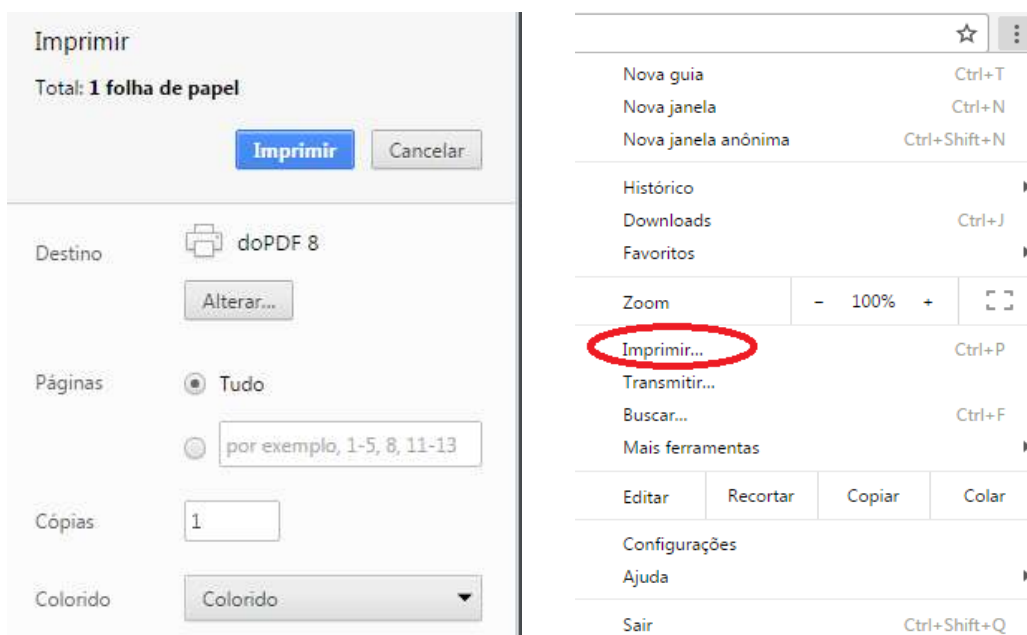 Imprimir
Total: 1 folha de papel
Imprimir Cancelar
Destino doPDF 8
Alterar...
Páginas Tudo
por exemplo, 1-5, 8, 11-13
Cópias 1
Colorido Colorido
Nova guia Ctrl+T
Nova janela Ctrl+N
Nova janela anônima Ctrl+Shift+N
Histórico
Downloads Ctrl+J
Favoritos
Zoom - 100% +
Imprimir... Ctrl+P
Transmitir...
Buscar... Ctrl+F
Mais ferramentas
Editar Recortar Copiar Colar
Configurações
Ajuda
Sair Ctrl+Shift+Q